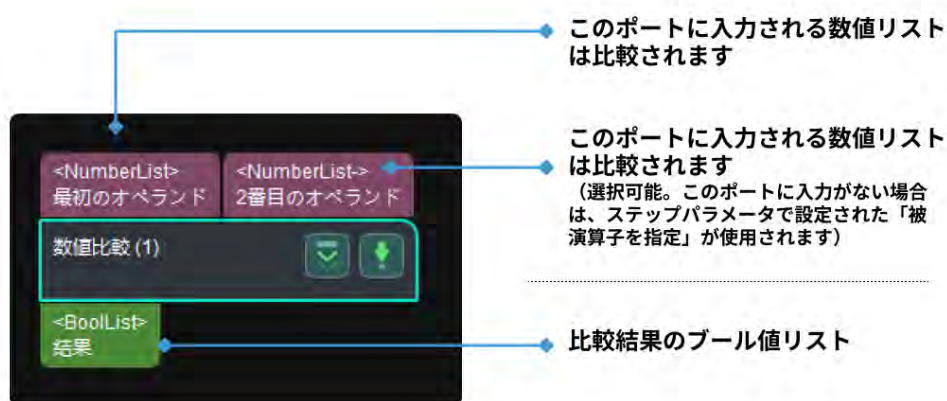 このポートに入力される数値リスト
は比較されます
このポートに入力される数値リスト
は比較されます
（選択可能。このポートに入力がない場合
は、ステップパラメータで設定された「被
演算子を指定」が使用されます）
<NumberList>
最初のオペランド
<NumberList->
2番目のオペランド
数値比較 (1)
<BoolList>
結果
比較結果のブール値リスト